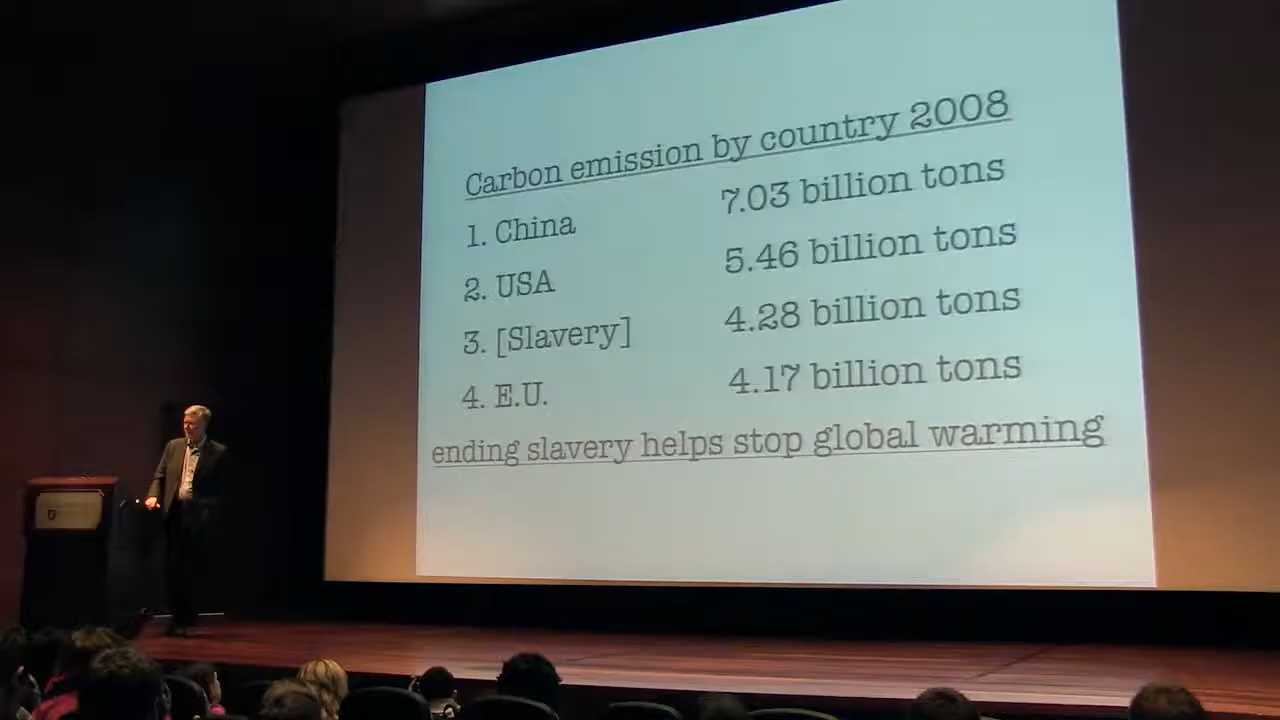 Carbon emission by country 2008
1. China 7.03 billion tons
2. USA 5.46 billion tons
3. [Slavery] 4.28 billion tons
4. E.U. 4.17 billion tons
ending slavery helps stop global warming